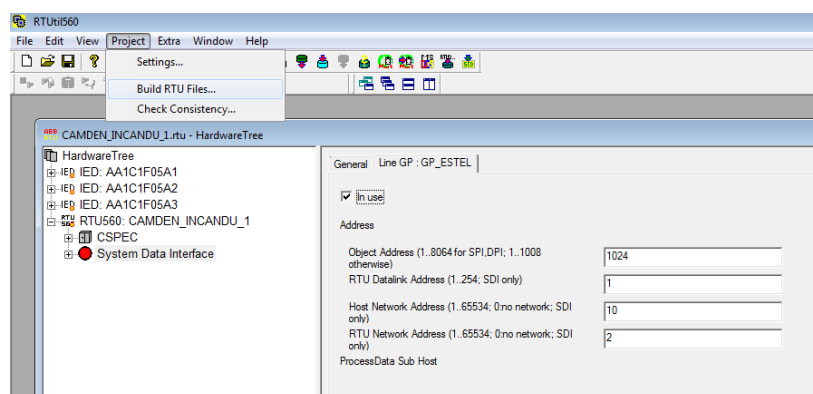 RTUtil560
File Edit View Project Extra Window Help
Settings...
Build RTU Files...
Check Consistency...
CAMDEN_INCANDU_1.rtu - HardwareTree
HardwareTree
IED: AA1C1F05A1
IED: AA1C1F05A2
IED: AA1C1F05A3
RTU560: CAMDEN_INCANDU_1
CSPEC
System Data Interface
General Line GP : GP_ESTEL
In use
Address
Object Address (1..8064 for SPI,DPI; 1..1008 otherwise) 1024
RTU Datalink Address (1..254; SDI only) 1
Host Network Address (1..65534; 0:no network; SDI only) 10
RTU Network Address (1..65534; 0:no network; SDI only) 2
ProcessData Sub Host